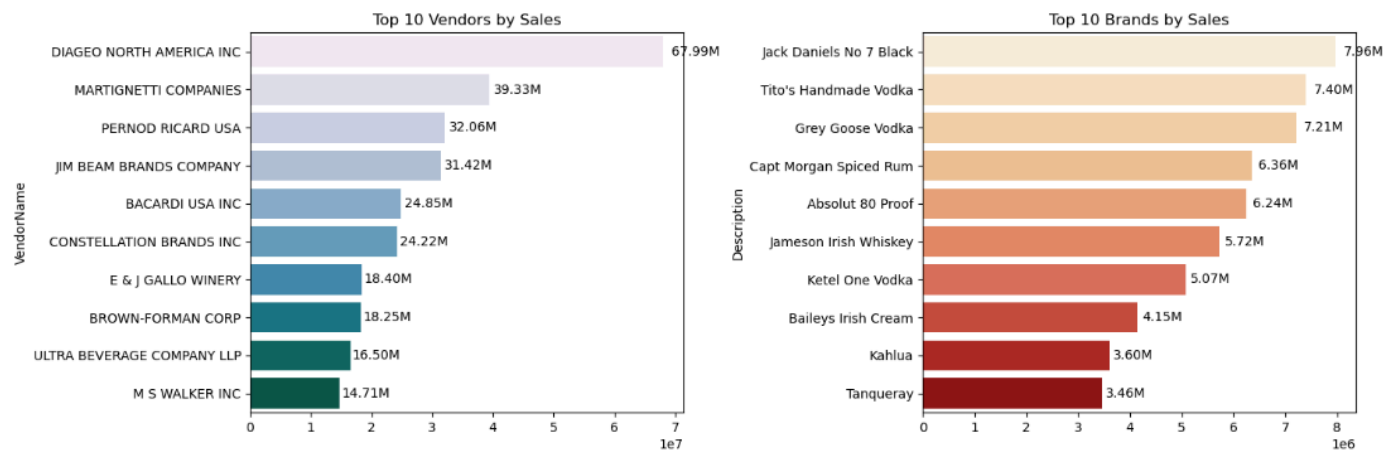 Top 10 Vendors by Sales
VendorName
DIAGEO NORTH AMERICA INC 67.99M
MARTIGNETTI COMPANIES 39.33M
PERNOD RICARD USA 32.06M
JIM BEAM BRANDS COMPANY 31.42M
BACARDI USA INC 24.85M
CONSTELLATION BRANDS INC 24.22M
E & J GALLO WINERY 18.40M
BROWN-FORMAN CORP 18.25M
ULTRA BEVERAGE COMPANY LLP 16.50M
M S WALKER INC 14.71M
0 1 2 3 4 5 6 7
1e7
Top 10 Brands by Sales
Description
Jack Daniels No 7 Black 7.96M
Tito's Handmade Vodka 7.40M
Grey Goose Vodka 7.21M
Capt Morgan Spiced Rum 6.36M
Absolut 80 Proof 6.24M
Jameson Irish Whiskey 5.72M
Ketel One Vodka 5.07M
Baileys Irish Cream 4.15M
Kahlua 3.60M
Tanqueray 3.46M
0 1 2 3 4 5 6 7 8
1e6